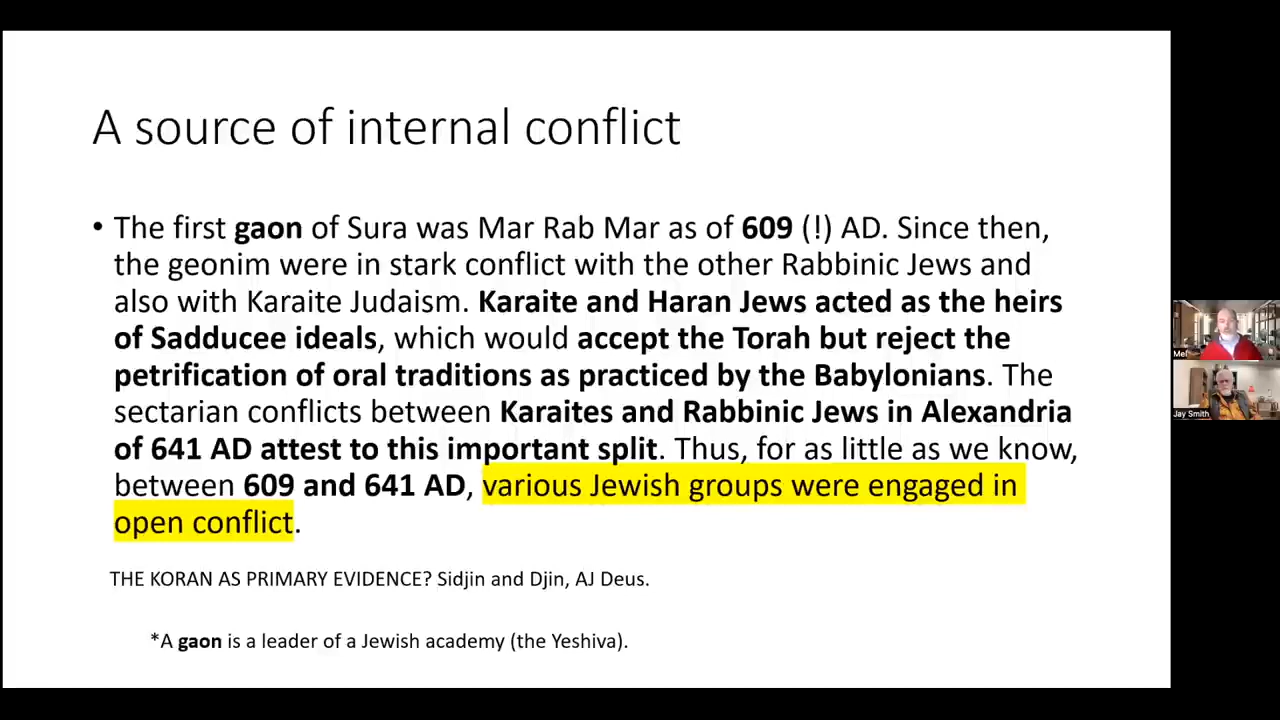 A source of internal conflict
• The first gaon of Sura was Mar Rab Mar as of 609 (!) AD. Since then,
the geonim were in stark conflict with the other Rabbinic Jews and
also with Karaite Judaism. Karaite and Haran Jews acted as the heirs
of Sadducee ideals, which would accept the Torah but reject the
petrification of oral traditions as practiced by the Babylonians. The
sectarian conflicts between Karaites and Rabbinic Jews in Alexandria
of 641 AD attest to this important split. Thus, for as little as we know,
between 609 and 641 AD, various Jewish groups were engaged in
open conflict.
THE KORAN AS PRIMARY EVIDENCE? Sidjin and Djin, AJ Deus.
*A gaon is a leader of a Jewish academy (the Yeshiva).
Mel
Jay Smith